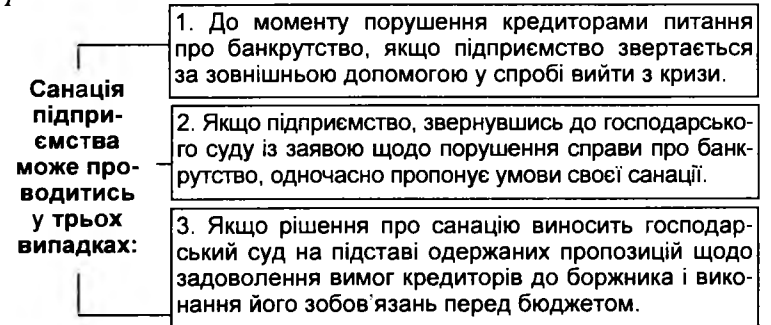 Санація
підпри-
ємства
може про-
водитись
у трьох
випадках:
1. До моменту порушення кредиторами питання
про банкрутство, якщо підприємство звертається
за зовнішньою допомогою у спробі вийти з кризи.
2. Якщо підприємство, звернувшись до господарсько-
го суду із заявою щодо порушення справи про банк-
рутство, одночасно пропонує умови своєї санації.
3. Якщо рішення про санацію виносить господар-
ський суд на підставі одержаних пропозицій щодо
задоволення вимог кредиторів до боржника і вико-
нання його зобов'язань перед бюджетом.